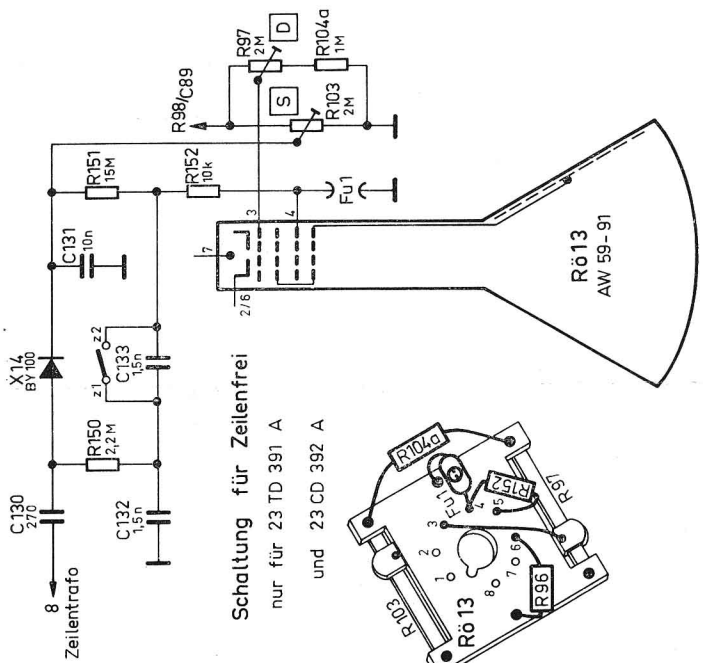 8
Zeilentrafo
C130
270
X14
BY100
C131
10n
R151
15M
R98/C89
R97
2M
D
R104a
1M
S
R103
2M
R150
2,2M
z1
z2
C133
1,5n
C132
1,5n
R152
10k
Fu1
2/6
7
3
4
Rö13
AW 59-91
Schaltung für Zeilenfrei
nur für 23 TD 391 A
und 23 CD 392 A
R103
R104a
Fu1
R152
R97
R96
Rö13
1
2
3
4
5
6
7
8